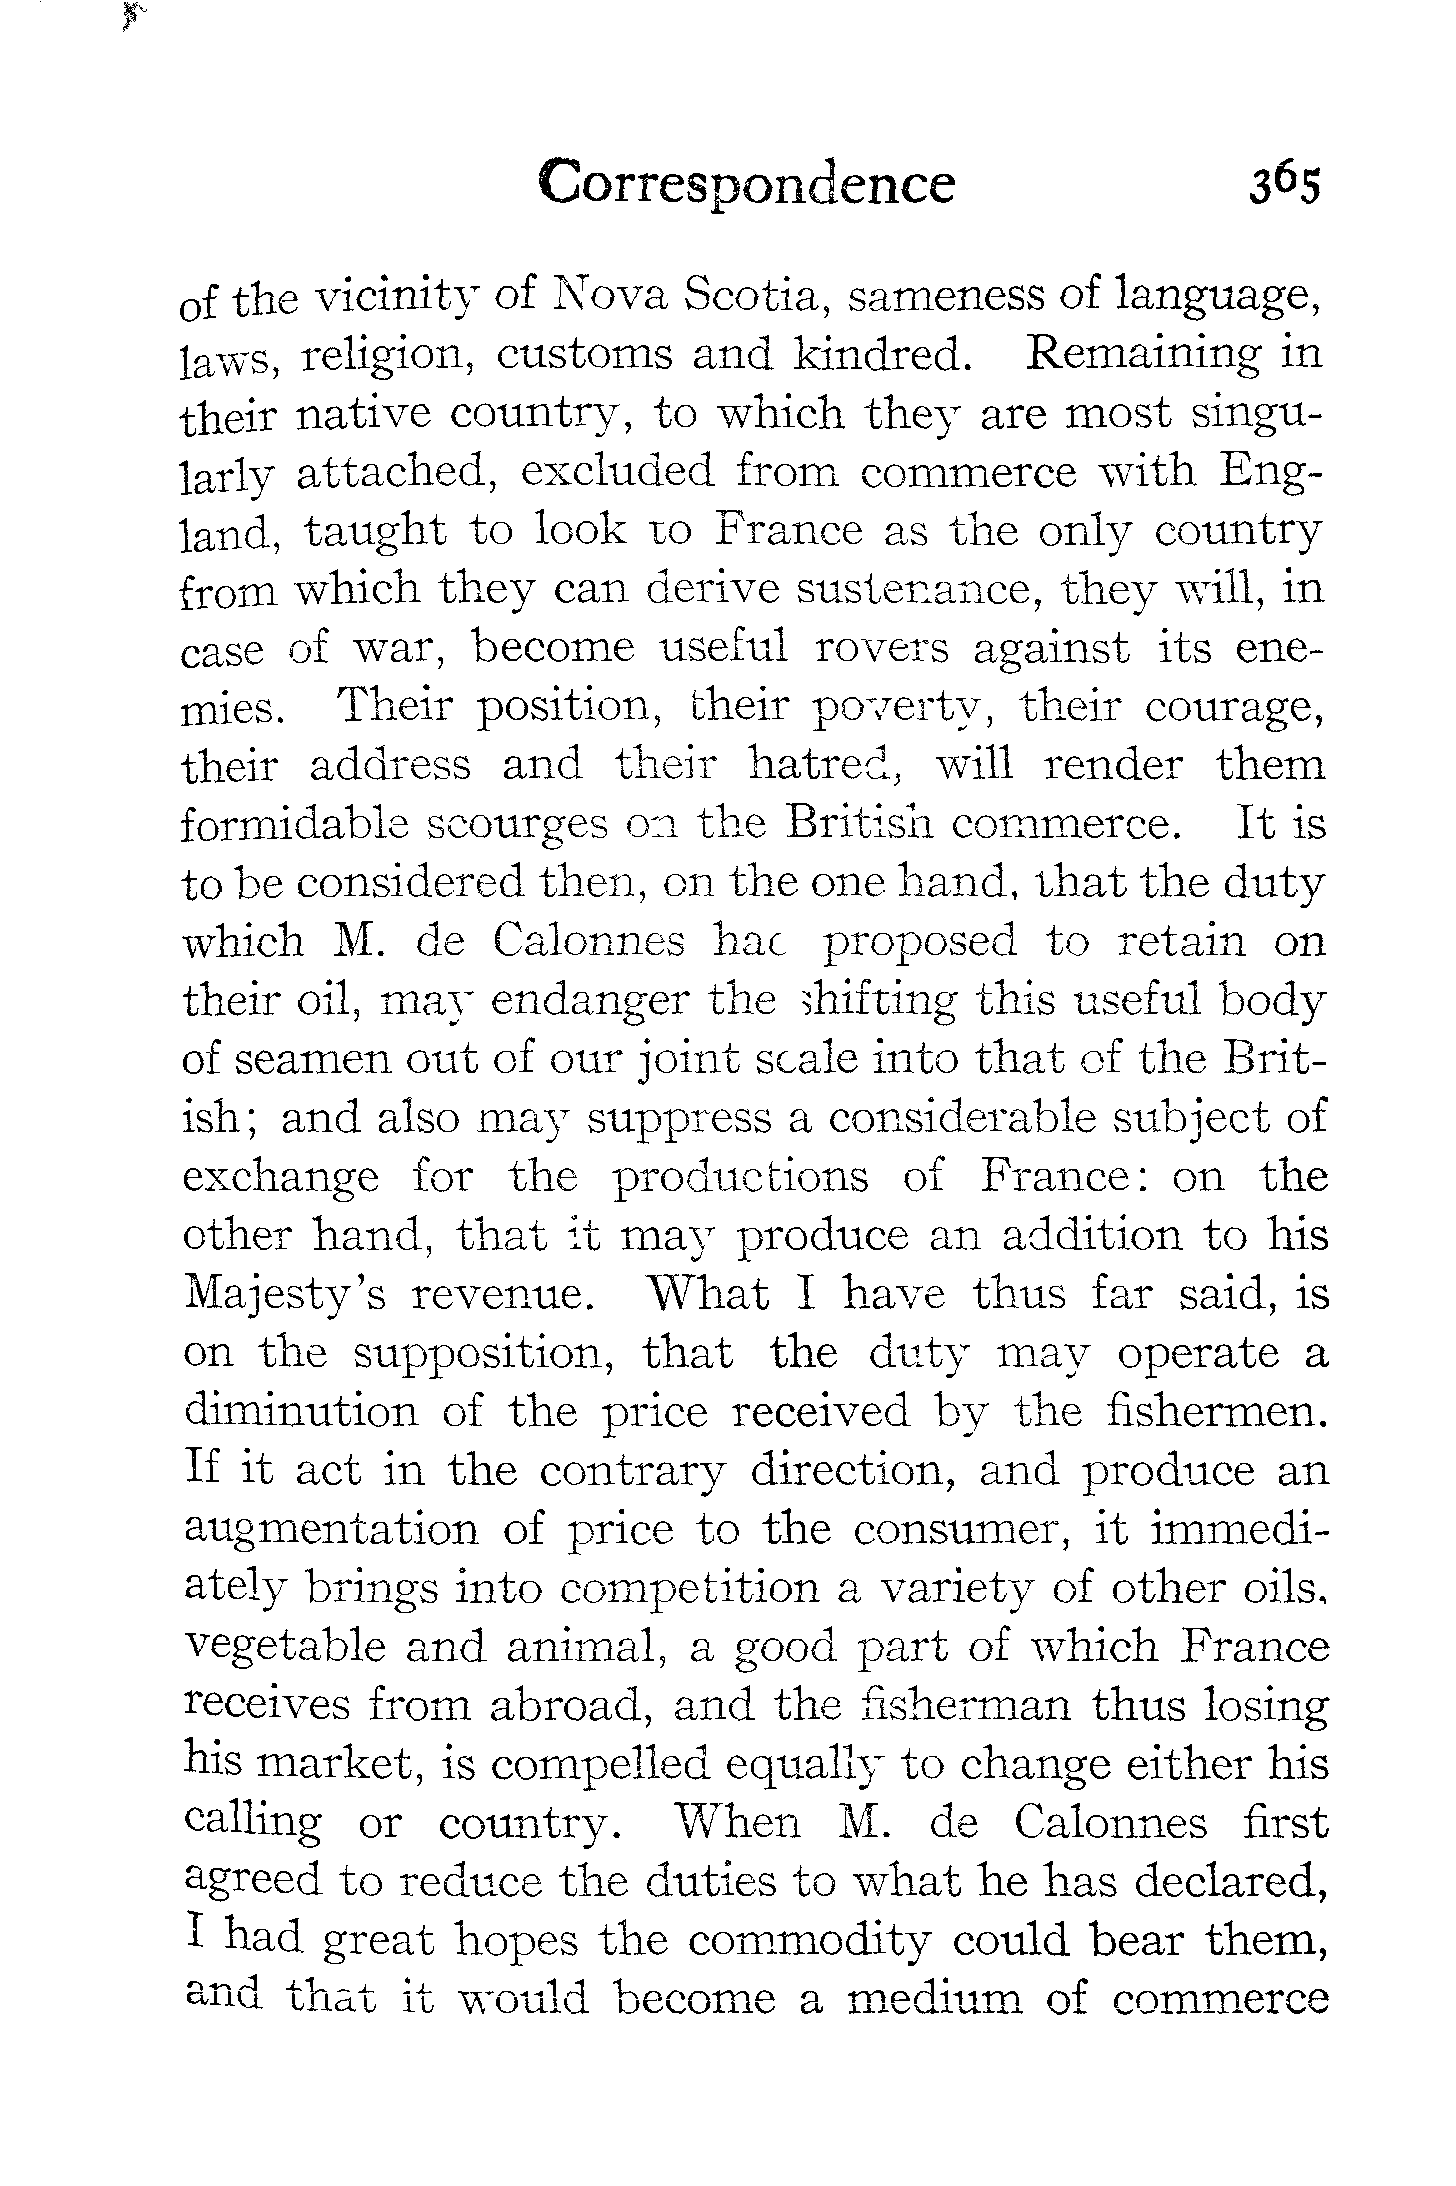 Correspondence 365
of the vicinity of Nova Scotia, sameness of language,
laws, religion, customs and kindred. Remaining in
their native country, to which they are most singu-
larly attached, excluded from commerce with Eng-
land, taught to look to France as the only country
from which they can derive sustenance, they will, in
case of war, become useful rovers against its ene-
mies. Their position, their poverty, their courage,
their address and their hatred, will render them
formidable scourges on the British commerce. It is
to be considered then, on the one hand, that the duty
which M. de Calonnes had proposed to retain on
their oil, may endanger the shifting this useful body
of seamen out of our joint scale into that of the Brit-
ish; and also may suppress a considerable subject of
exchange for the productions of France: on the
other hand, that it may produce an addition to his
Majesty's revenue. What I have thus far said, is
on the supposition, that the duty may operate a
diminution of the price received by the fishermen.
If it act in the contrary direction, and produce an
augmentation of price to the consumer, it immedi-
ately brings into competition a variety of other oils,
vegetable and animal, a good part of which France
receives from abroad, and the fisherman thus losing
his market, is compelled equally to change either his
calling or country. When M. de Calonnes first
agreed to reduce the duties to what he has declared,
I had great hopes the commodity could bear them,
and that it would become a medium of commerce